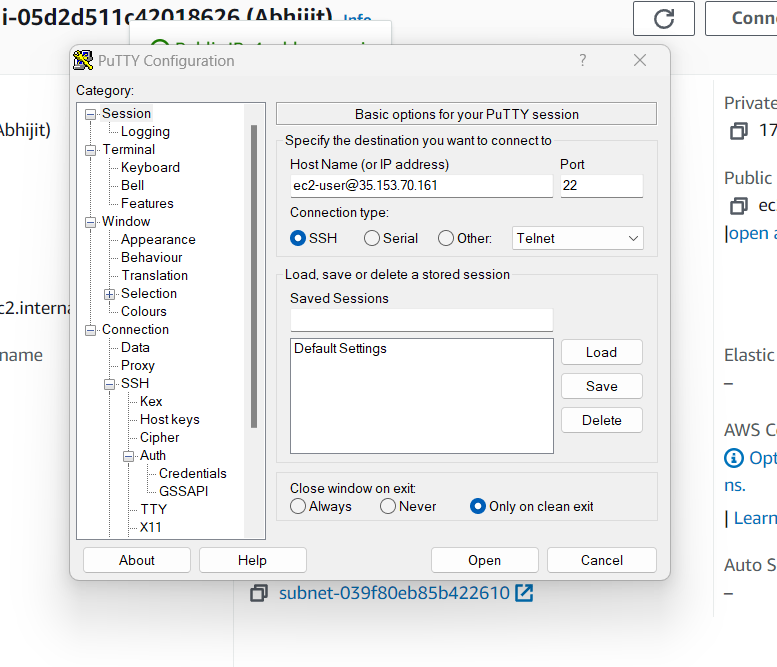 i-05d2d511c42018626 (Abhijit) Info
Conn
PuTTY Configuration
?
Category:
Session
Logging
Terminal
Keyboard
Bell
Features
Window
Appearance
Behaviour
Translation
Selection
Colours
Connection
Data
Proxy
SSH
Kex
Host keys
Cipher
Auth
Credentials
GSSAPI
TTY
X11
Basic options for your PuTTY session
Specify the destination you want to connect to
Host Name (or IP address) Port
ec2-user@35.153.70.161 22
Connection type:
SSH Serial Other: Telnet
Load, save or delete a stored session
Saved Sessions
Default Settings
Load
Save
Delete
Close window on exit:
Always Never Only on clean exit
About Help Open Cancel
Abhijit)
c2.interna
name
subnet-039f80eb85b422610
Private
17
Public
ec
|open a
Elastic
–
AWS Co
Opt
ns.
| Learn
Auto S
–